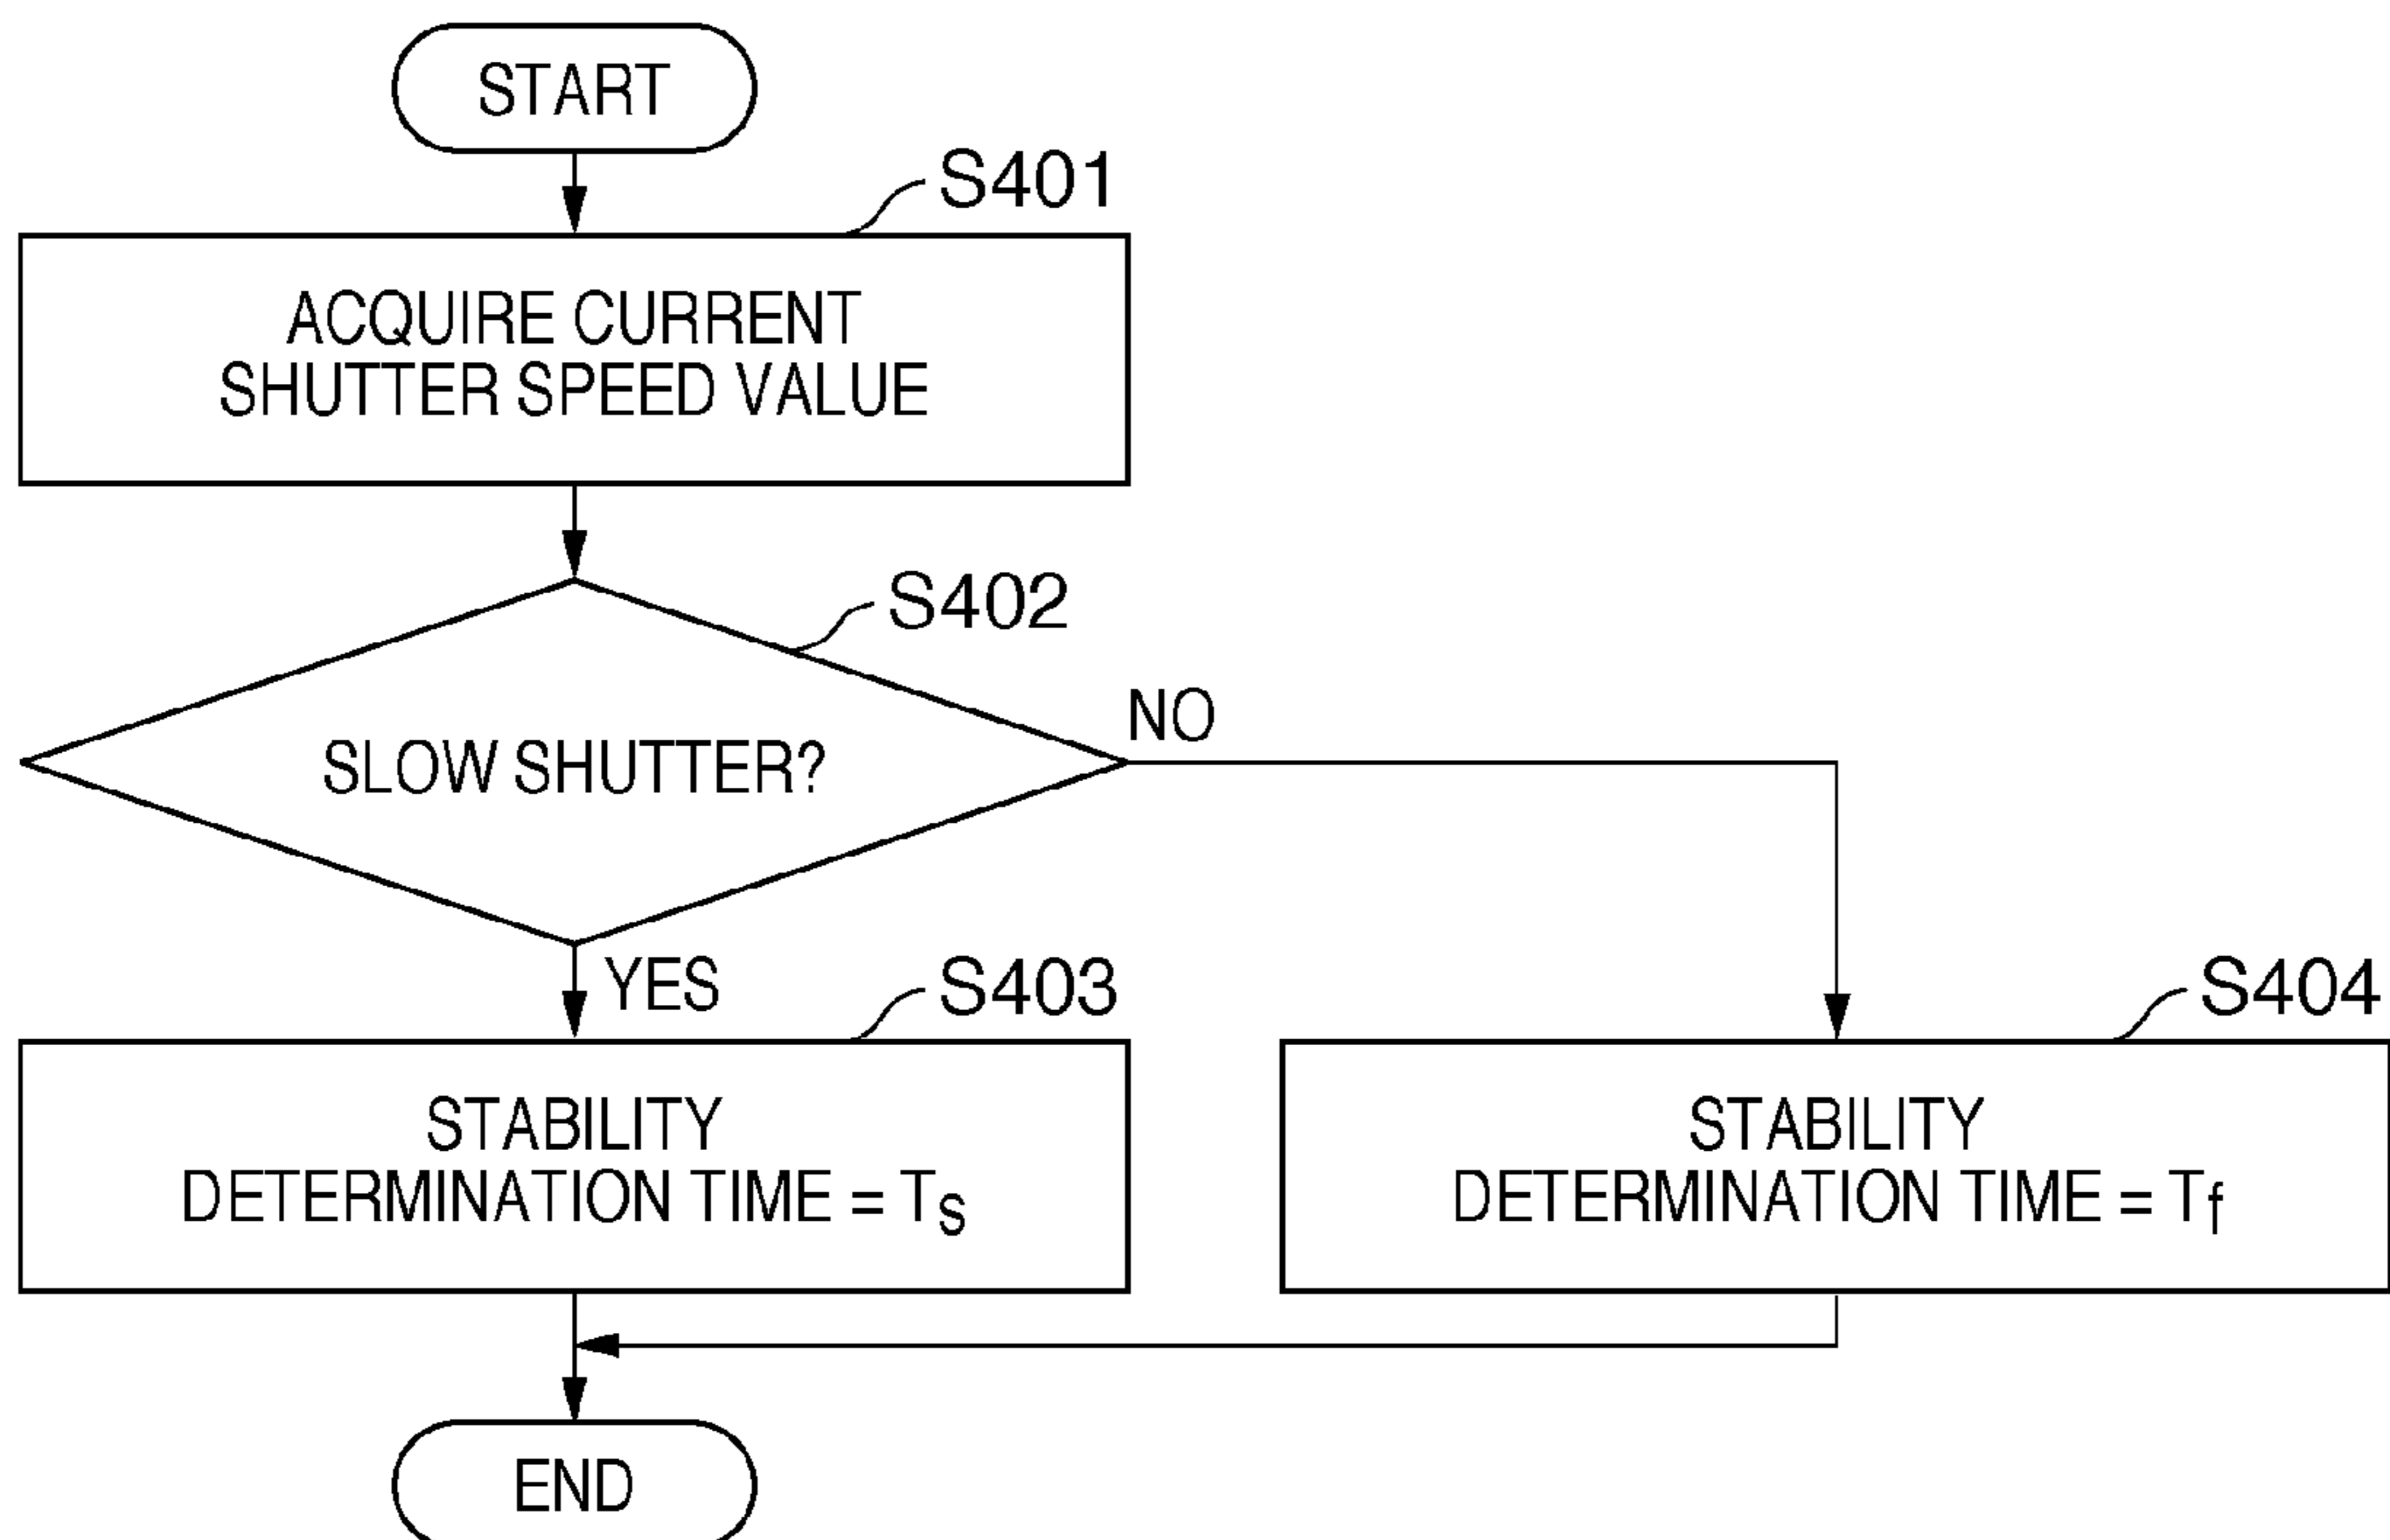 START
S401
ACQUIRE CURRENT
SHUTTER SPEED VALUE
S402
SLOW SHUTTER?
NO
YES
S403
STABILITY
DETERMINATION TIME = Ts
S404
STABILITY
DETERMINATION TIME = Tf
END